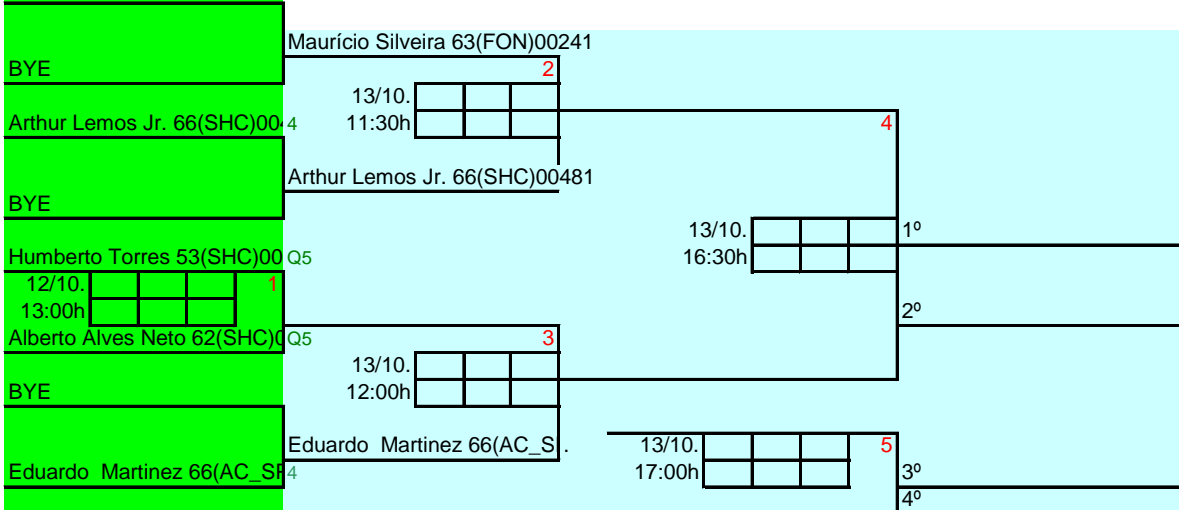 Maurício Silveira 63(FON)00241
BYE
2
13/10.
Arthur Lemos Jr. 66(SHC)00
4
11:30h
4
Arthur Lemos Jr. 66(SHC)00481
BYE
13/10.
1º
Humberto Torres 53(SHC)00
Q5
16:30h
12/10.
1
13:00h
2º
Alberto Alves Neto 62(SHC)
Q5
3
13/10.
BYE
12:00h
Eduardo Martinez 66(AC_S
.
13/10.
5
Eduardo Martinez 66(AC_S
4
17:00h
3º
4º